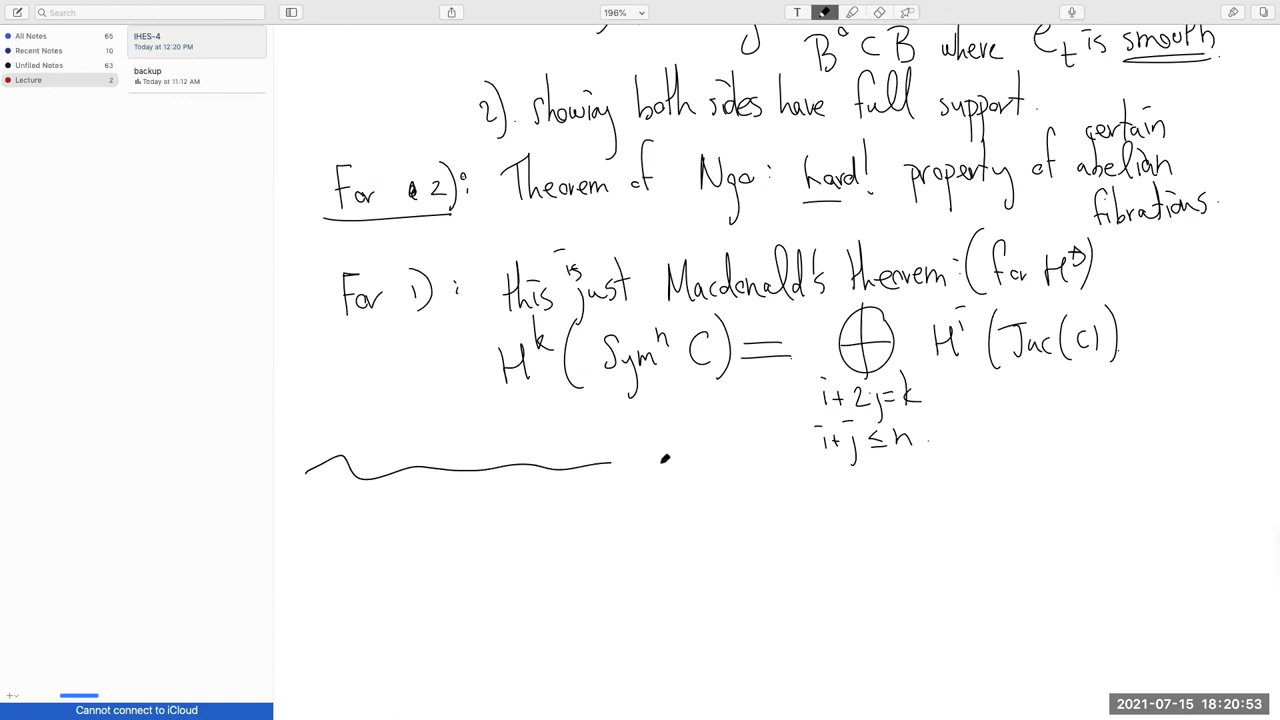 Search
196%
T
All Notes 65
Recent Notes 10
Unfiled Notes 63
Lecture 2
IHES-4
Today at 12:20 PM
backup
Today at 11:12 AM
B° ⊂ B where C_t is smooth.
2). showing both sides have full support.
For 2): Theorem of Ngo: hard! property of certain abelian fibrations.
For 1): this is just Macdonald's theorem: (for H^*)
H^k (Sym^n C) = ⊕ H^i (Jac(C))
i+2j=k
i+j ≤ n.
Cannot connect to iCloud
2021-07-15 18:20:53